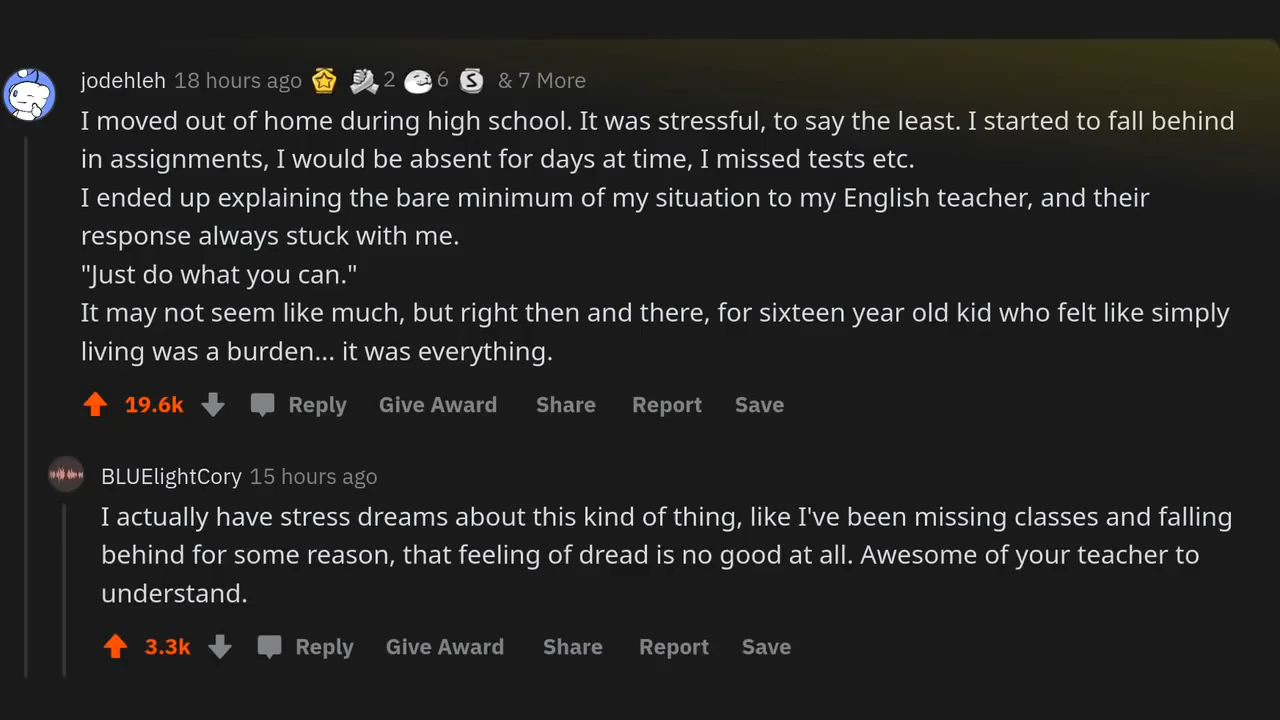 jodehleh 18 hours ago 2 6 S & 7 More
I moved out of home during high school. It was stressful, to say the least. I started to fall behind
in assignments, I would be absent for days at time, I missed tests etc.
I ended up explaining the bare minimum of my situation to my English teacher, and their
response always stuck with me.
"Just do what you can."
It may not seem like much, but right then and there, for sixteen year old kid who felt like simply
living was a burden... it was everything.
19.6k Reply Give Award Share Report Save
BLUElightCory 15 hours ago
I actually have stress dreams about this kind of thing, like I've been missing classes and falling
behind for some reason, that feeling of dread is no good at all. Awesome of your teacher to
understand.
3.3k Reply Give Award Share Report Save